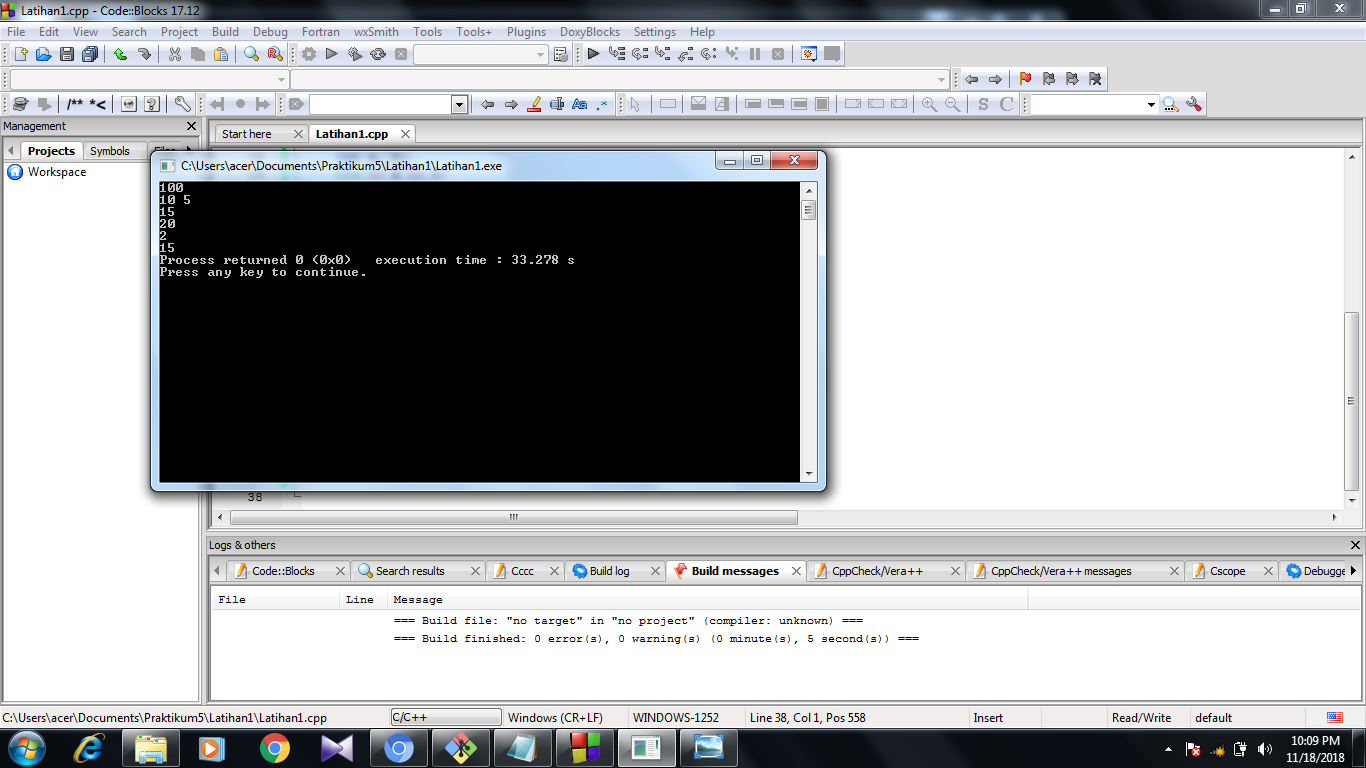 Latihan1.cpp - Code::Blocks 17.12
File Edit View Search Project Build Debug Fortran wxSmith Tools Tools+ Plugins DoxyBlocks Settings Help
/** *<
Aa .*
S C
Management
Start here Latihan1.cpp
Projects Symbols Files
Workspace
C:\Users\acer\Documents\Praktikum5\Latihan1\Latihan1.exe
100
10 5
15
20
2
15
Process returned 0 (0x0) execution time : 33.278 s
Press any key to continue.
38
Logs & others
Code::Blocks Search results Cccc Build log Build messages CppCheck/Vera++ CppCheck/Vera++ messages Cscope Debugge
File Line Message
=== Build file: "no target" in "no project" (compiler: unknown) ===
=== Build finished: 0 error(s), 0 warning(s) (0 minute(s), 5 second(s)) ===
C:\Users\acer\Documents\Praktikum5\Latihan1\Latihan1.cpp C/C++ Windows (CR+LF) WINDOWS-1252 Line 38, Col 1, Pos 558 Insert Read/Write default
10:09 PM
11/18/2018